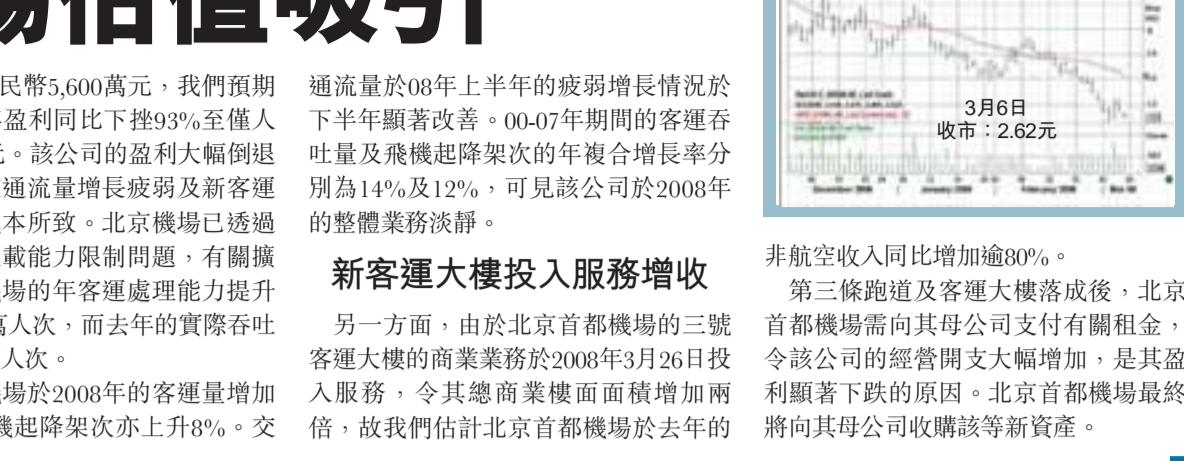 場估值吸引
民幣5,600萬元，我們預期
盈利同比下挫93%至僅人
元。該公司的盈利大幅倒退
通流量增長疲弱及新客運
本所致。北京機場已透過
載能力限制問題，有關擴
場的年客運處理能力提升
萬人次，而去年的實際吞吐
人次。
場於2008年的客運量增加
機起降架次亦上升8%。交
通流量於08年上半年的疲弱增長情況於
下半年顯著改善。00-07年期間的客運吞
吐量及飛機起降架次的年複合增長率分
別為14%及12%，可見該公司於2008年
的整體業務淡靜。
新客運大樓投入服務增收
另一方面，由於北京首都機場的三號
客運大樓的商業業務於2008年3月26日投
入服務，令其總商業樓面面積增加兩
倍，故我們估計北京首都機場於去年的
3月6日
收市：2.62元
December 2008 January 2009 February 2009 Mar 09
非航空收入同比增加逾80%。
第三條跑道及客運大樓落成後，北京
首都機場需向其母公司支付有關租金，
令該公司的經營開支大幅增加，是其盈
利顯著下跌的原因。北京首都機場最終
將向其母公司收購該等新資產。